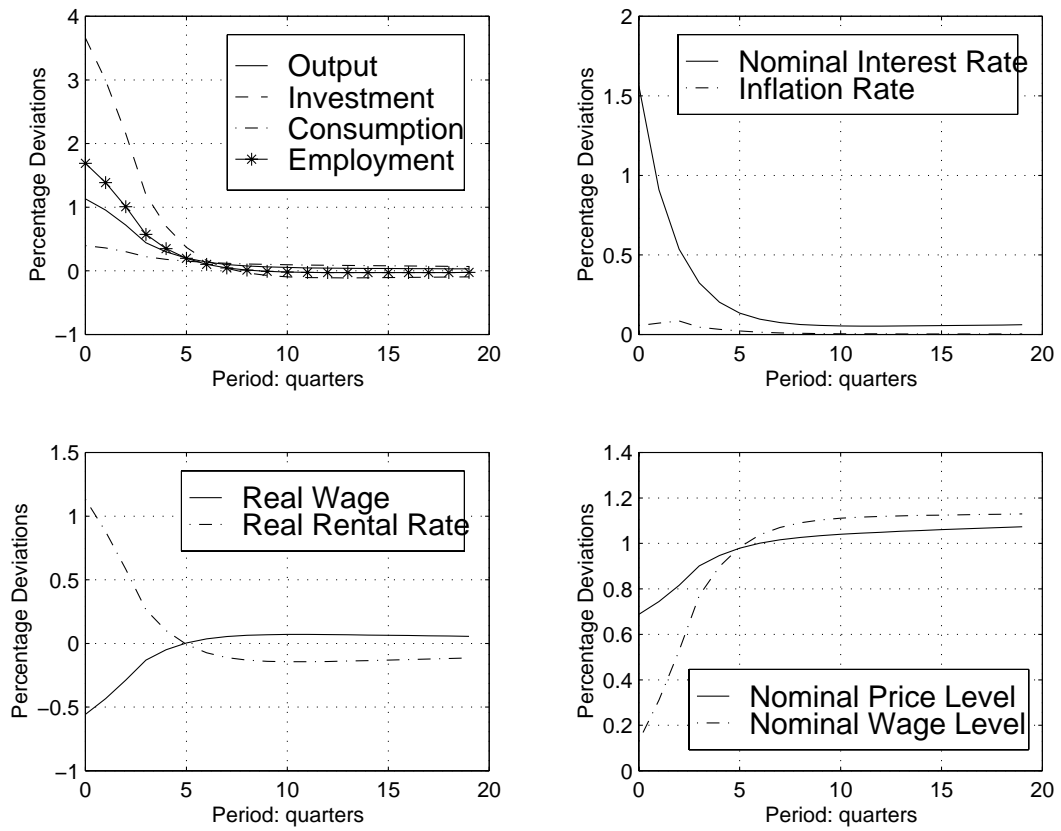 4
3
2
1
0
−1
0
5
10
15
20
Percentage Deviations
Period: quarters
Output
Investment
Consumption
Employment
2
1.5
1
0.5
0
0
5
10
15
20
Percentage Deviations
Period: quarters
Nominal Interest Rate
Inflation Rate
1.5
1
0.5
0
−0.5
−1
0
5
10
15
20
Percentage Deviations
Period: quarters
Real Wage
Real Rental Rate
1.4
1.2
1
0.8
0.6
0.4
0.2
0
0
5
10
15
20
Percentage Deviations
Period: quarters
Nominal Price Level
Nominal Wage Level